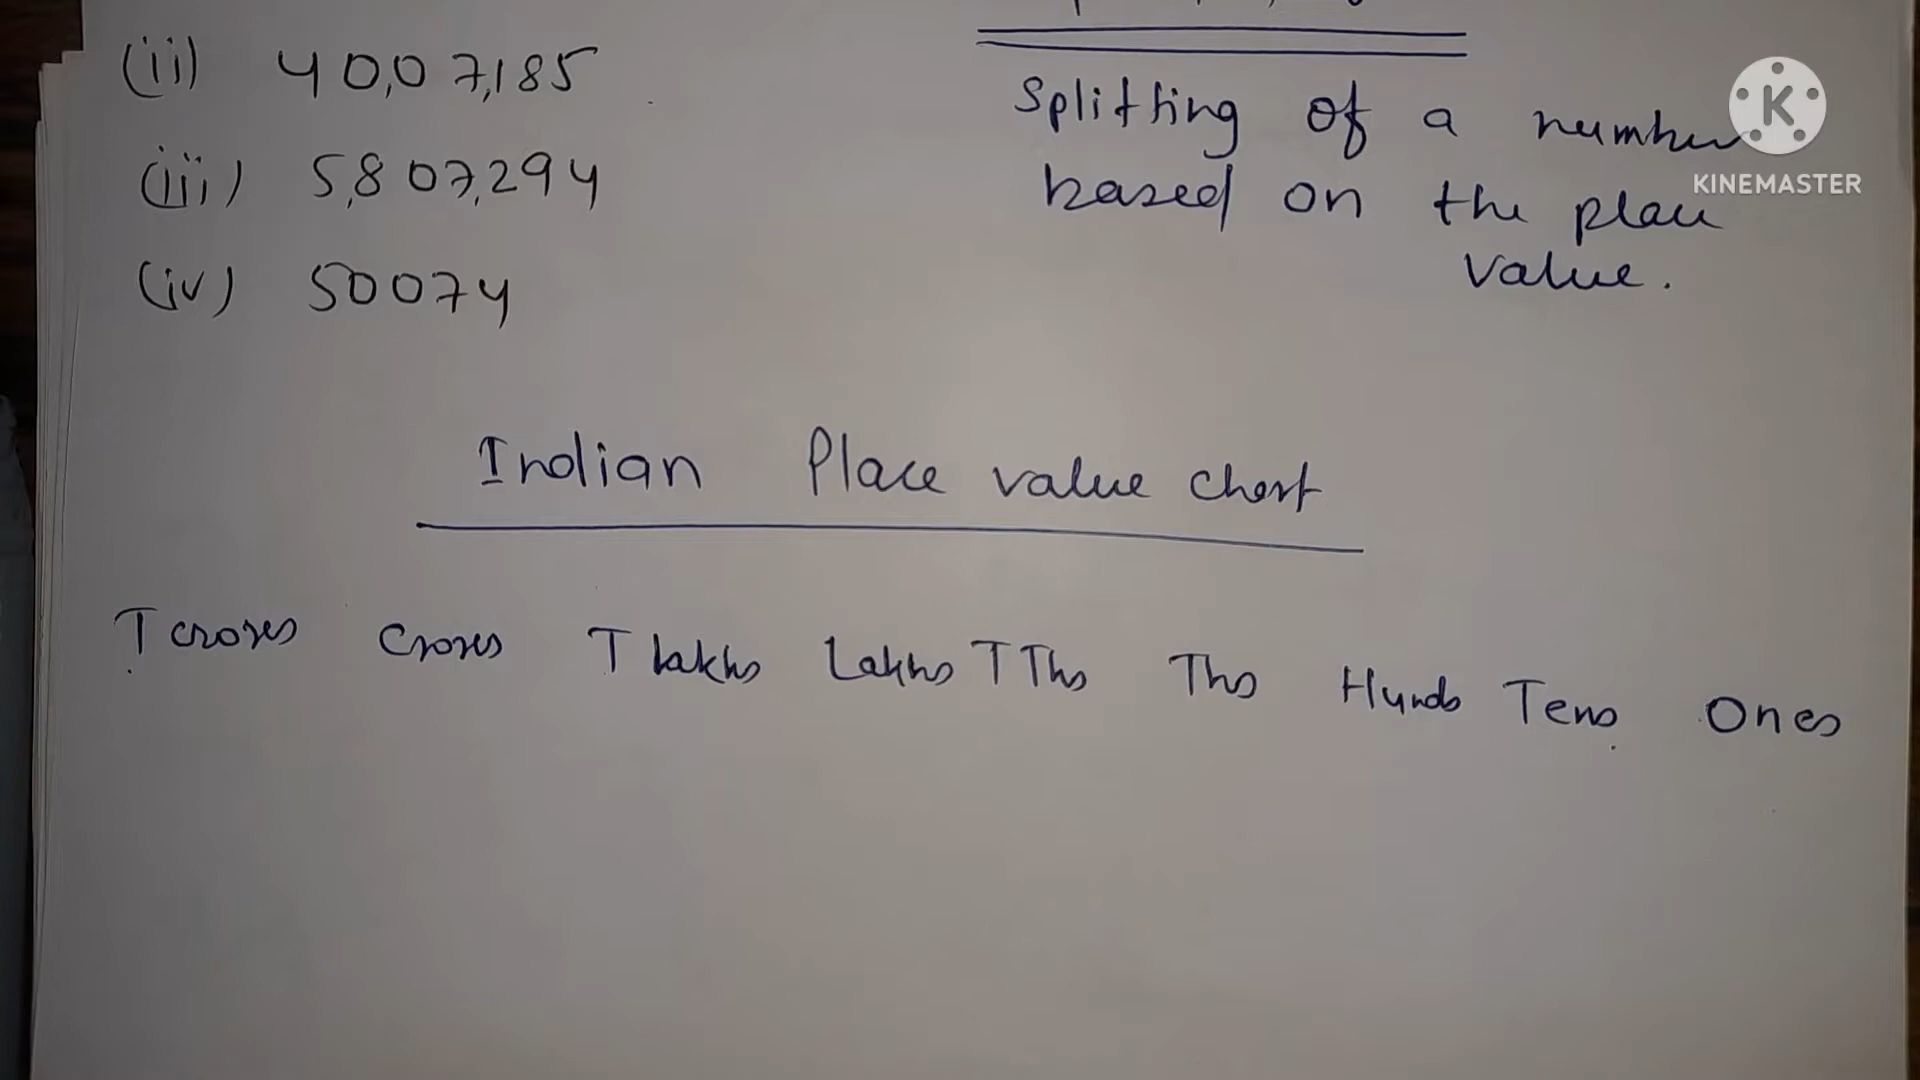 (ii) 40,07,185
(iii) 5,807,294
(iv) 50074
Splitting of a number
based on the place
value.
KINEMASTER
Indian Place value chart
T crores Crores T lakhs Lakhs T Ths Ths Hunds Tens Ones